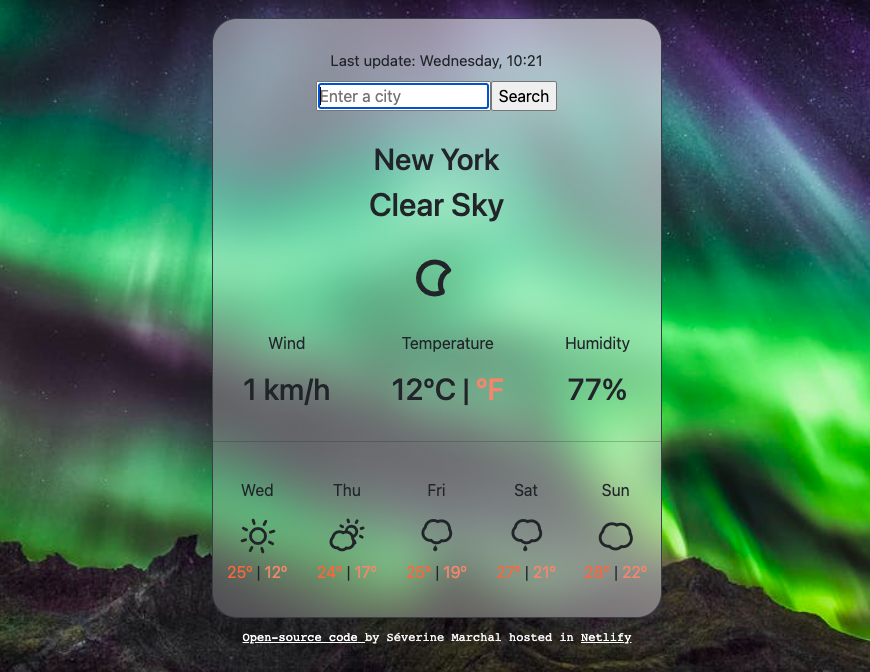 Last update: Wednesday, 10:21
Enter a city Search
New York
Clear Sky
Wind Temperature Humidity
1 km/h 12°C | °F 77%
Wed Thu Fri Sat Sun
25° | 12° 24° | 17° 25° | 19° 27° | 21° 28° | 22°
Open-source code by Séverine Marchal hosted in Netlify